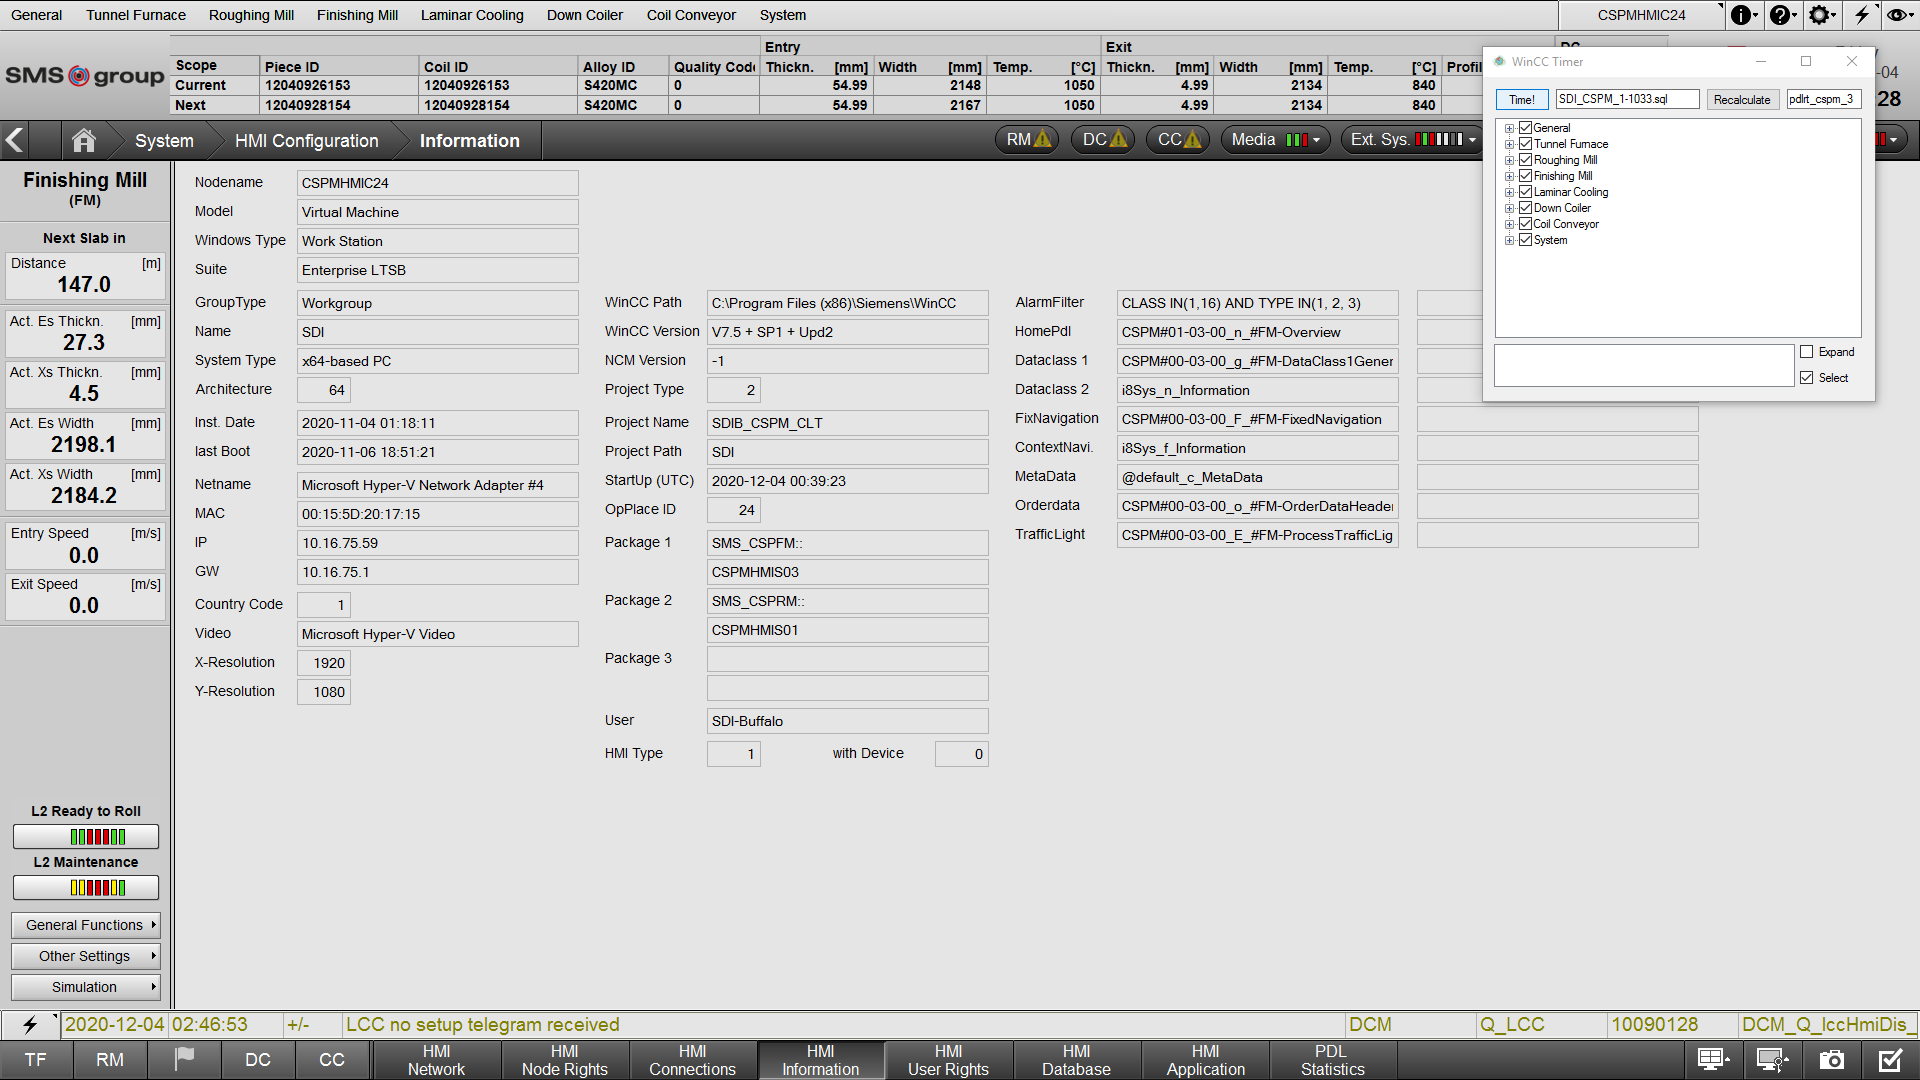 General Tunnel Furnace Roughing Mill Finishing Mill Laminar Cooling Down Coiler Coil Conveyor System CSPMHMIC24
SMS group
Entry Exit
Scope Piece ID Coil ID Alloy ID Quality Code Thickn. [mm] Width [mm] Temp. [°C] Thickn. [mm] Width [mm] Temp. [°C] Profil
Current 12040926153 12040926153 S420MC 0 54.99 2148 1050 4.99 2134 840
Next 12040928154 12040928154 S420MC 0 54.99 2167 1050 4.99 2134 840
-04
:28
System HMI Configuration Information RM DC CC Media Ext. Sys.
WinCC Timer
Time! SDI_CSPM_1-1033.sql Recalculate pdlrt_cspm_3
General
Tunnel Furnace
Roughing Mill
Finishing Mill
Laminar Cooling
Down Coiler
Coil Conveyor
System
Expand
Select
Finishing Mill
(FM)
Next Slab in
Distance [m]
147.0
Act. Es Thickn. [mm]
27.3
Act. Xs Thickn. [mm]
4.5
Act. Es Width [mm]
2198.1
Act. Xs Width [mm]
2184.2
Entry Speed [m/s]
0.0
Exit Speed [m/s]
0.0
L2 Ready to Roll
L2 Maintenance
General Functions
Other Settings
Simulation
Nodename CSPMHMIC24
Model Virtual Machine
Windows Type Work Station
Suite Enterprise LTSB
GroupType Workgroup
Name SDI
System Type x64-based PC
Architecture 64
Inst. Date 2020-11-04 01:18:11
last Boot 2020-11-06 18:51:21
Netname Microsoft Hyper-V Network Adapter #4
MAC 00:15:5D:20:17:15
IP 10.16.75.59
GW 10.16.75.1
Country Code 1
Video Microsoft Hyper-V Video
X-Resolution 1920
Y-Resolution 1080
WinCC Path C:\Program Files (x86)\Siemens\WinCC
WinCC Version V7.5 + SP1 + Upd2
NCM Version -1
Project Type 2
Project Name SDIB_CSPM_CLT
Project Path SDI
StartUp (UTC) 2020-12-04 00:39:23
OpPlace ID 24
Package 1 SMS_CSPFM::
CSPMHMIS03
Package 2 SMS_CSPRM::
CSPMHMIS01
Package 3
User SDI-Buffalo
HMI Type 1 with Device 0
AlarmFilter CLASS IN(1,16) AND TYPE IN(1, 2, 3)
HomePdl CSPM#01-03-00_n_#FM-Overview
Dataclass 1 CSPM#00-03-00_g_#FM-DataClass1Gener
Dataclass 2 i8Sys_n_Information
FixNavigation CSPM#00-03-00_F_#FM-FixedNavigation
ContextNavi. i8Sys_f_Information
MetaData @default_c_MetaData
Orderdata CSPM#00-03-00_o_#FM-OrderDataHeader
TrafficLight CSPM#00-03-00_E_#FM-ProcessTrafficLig
2020-12-04 02:46:53 +/- LCC no setup telegram received DCM Q_LCC 10090128 DCM_Q_lccHmiDis_
TF RM DC CC
HMI Network
HMI Node Rights
HMI Connections
HMI Information
HMI User Rights
HMI Database
HMI Application
PDL Statistics